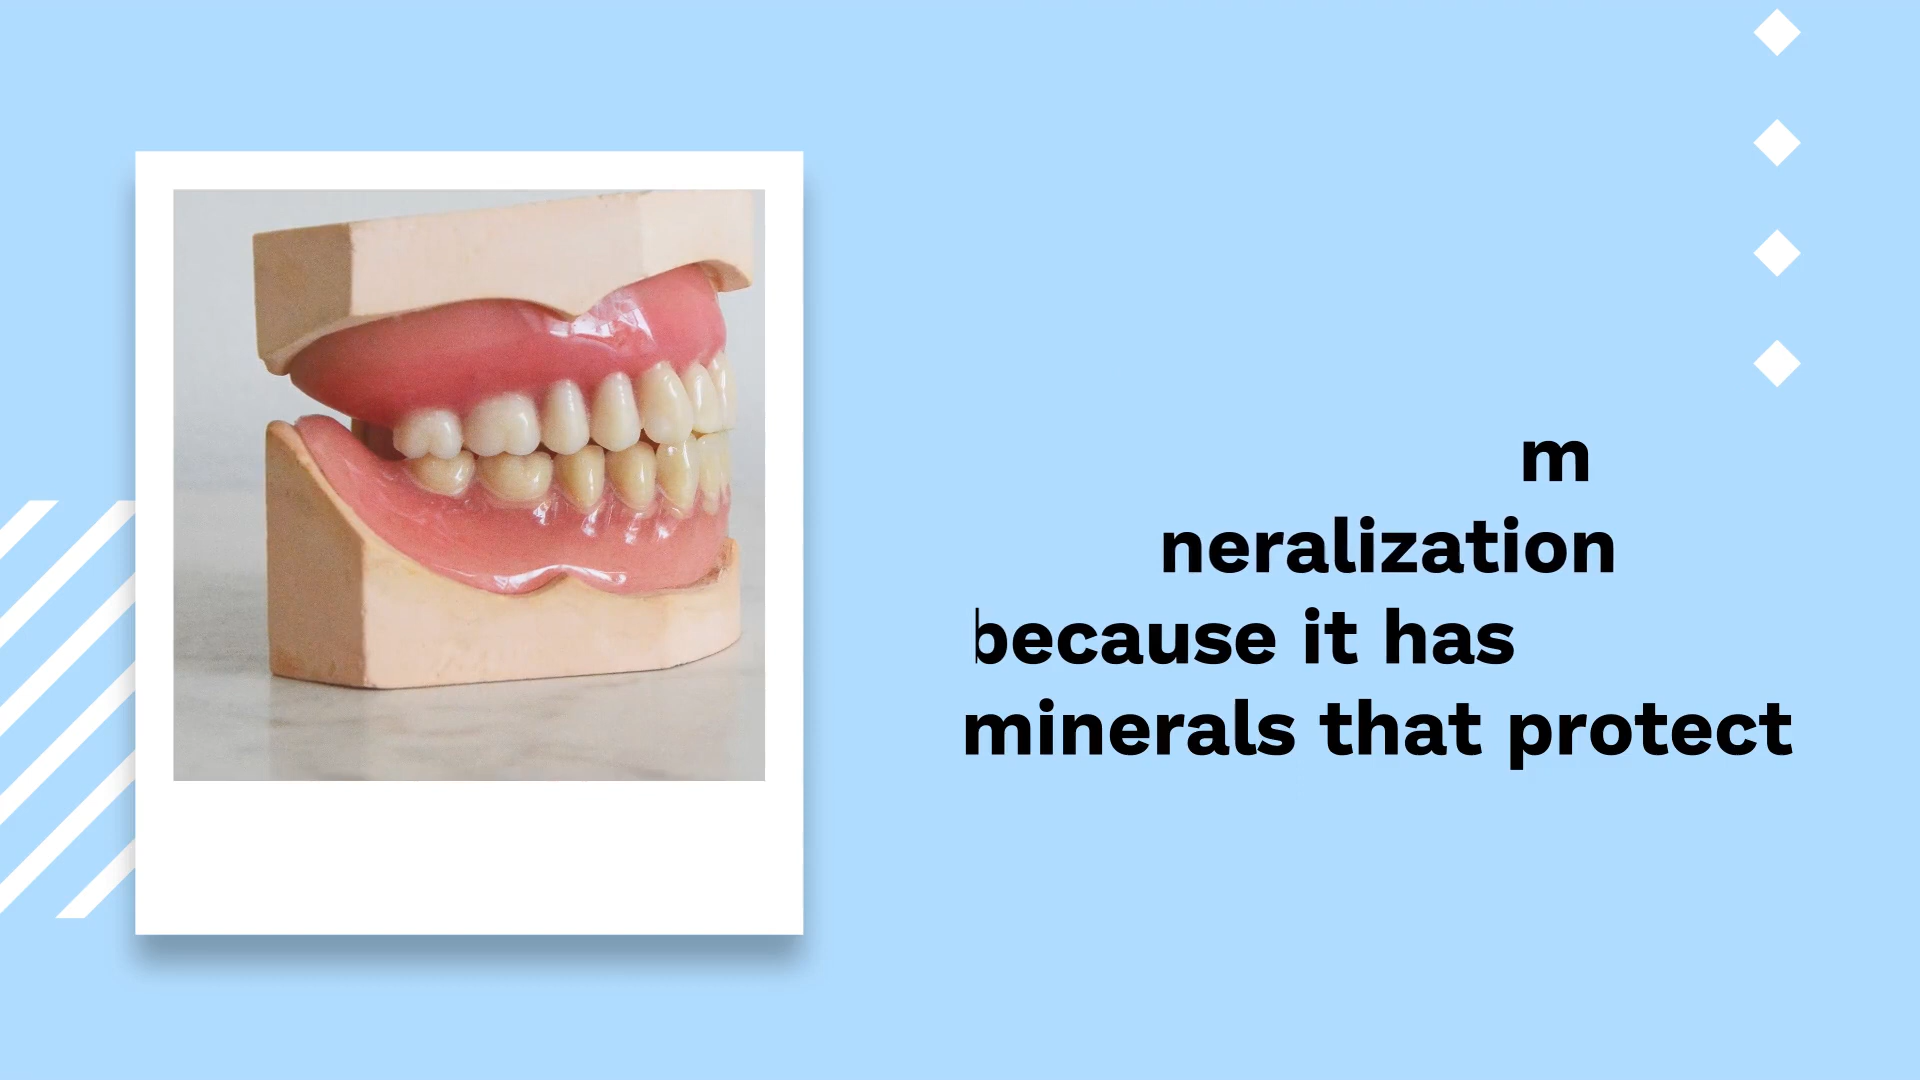 m
neralization
because it has
minerals that protect